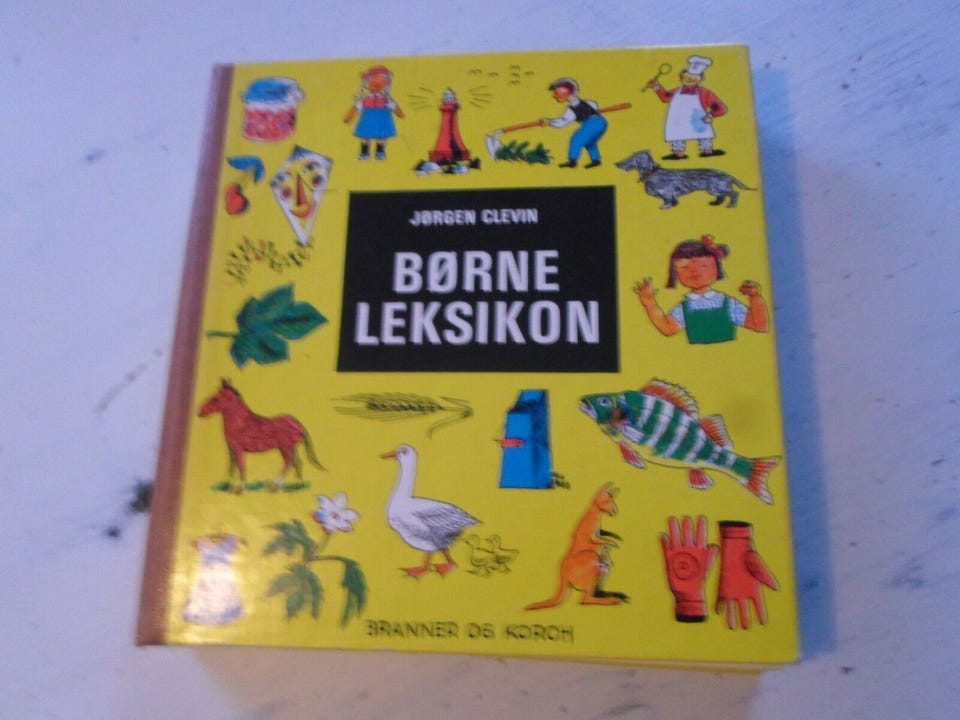 JØRGEN CLEVIN
BØRNE
LEKSIKON
BRANNER OG KORCH